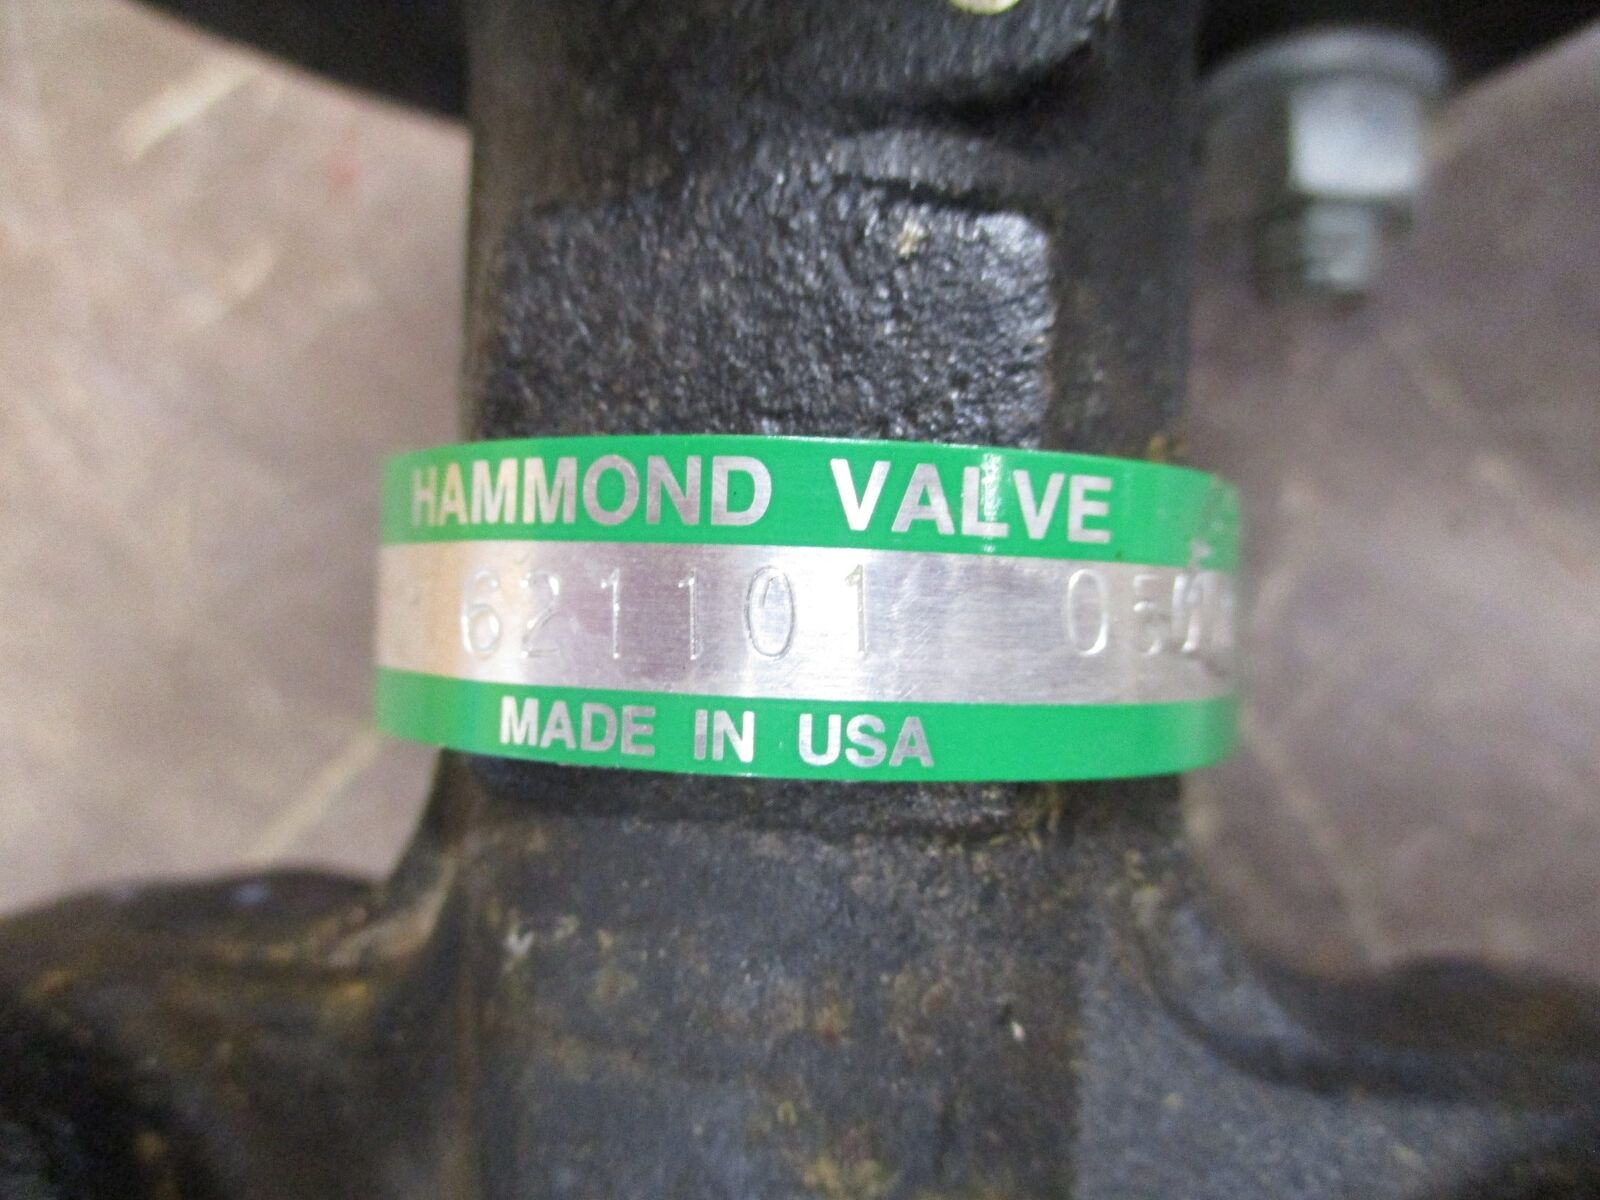 HAMMOND VALVE
621101
MADE IN USA